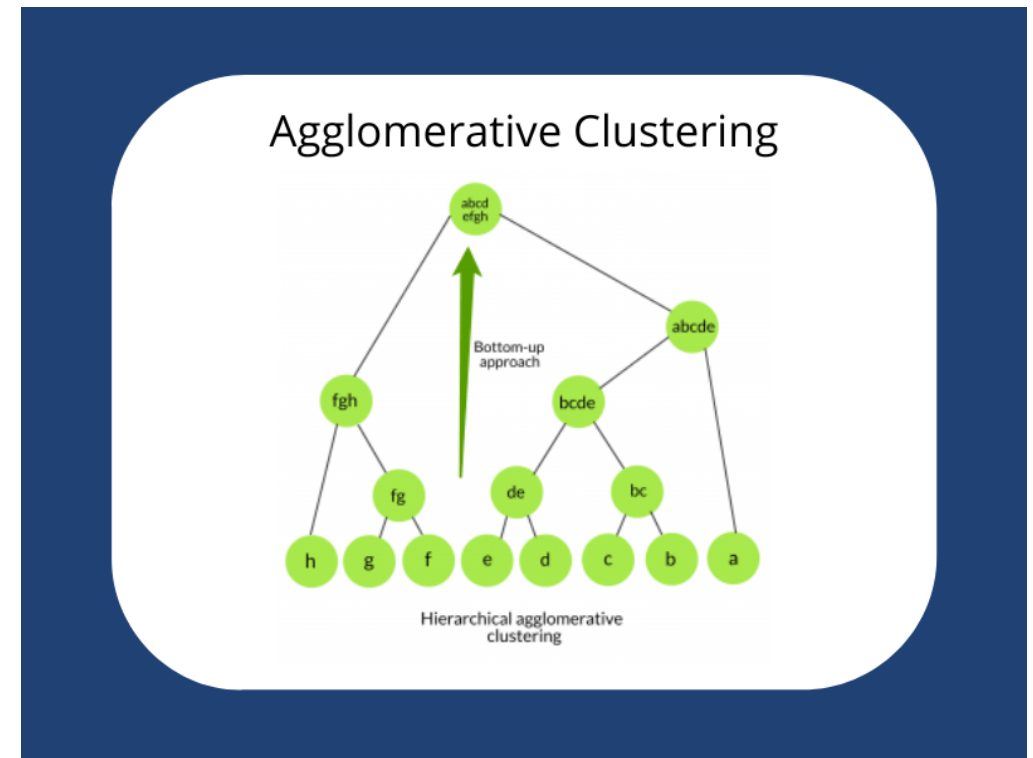 Agglomerative Clustering
abcd
efgh
abcde
Bottom-up
approach
fgh
bcde
fg
de
bc
h
g
f
e
d
c
b
a
Hierarchical agglomerative
clustering